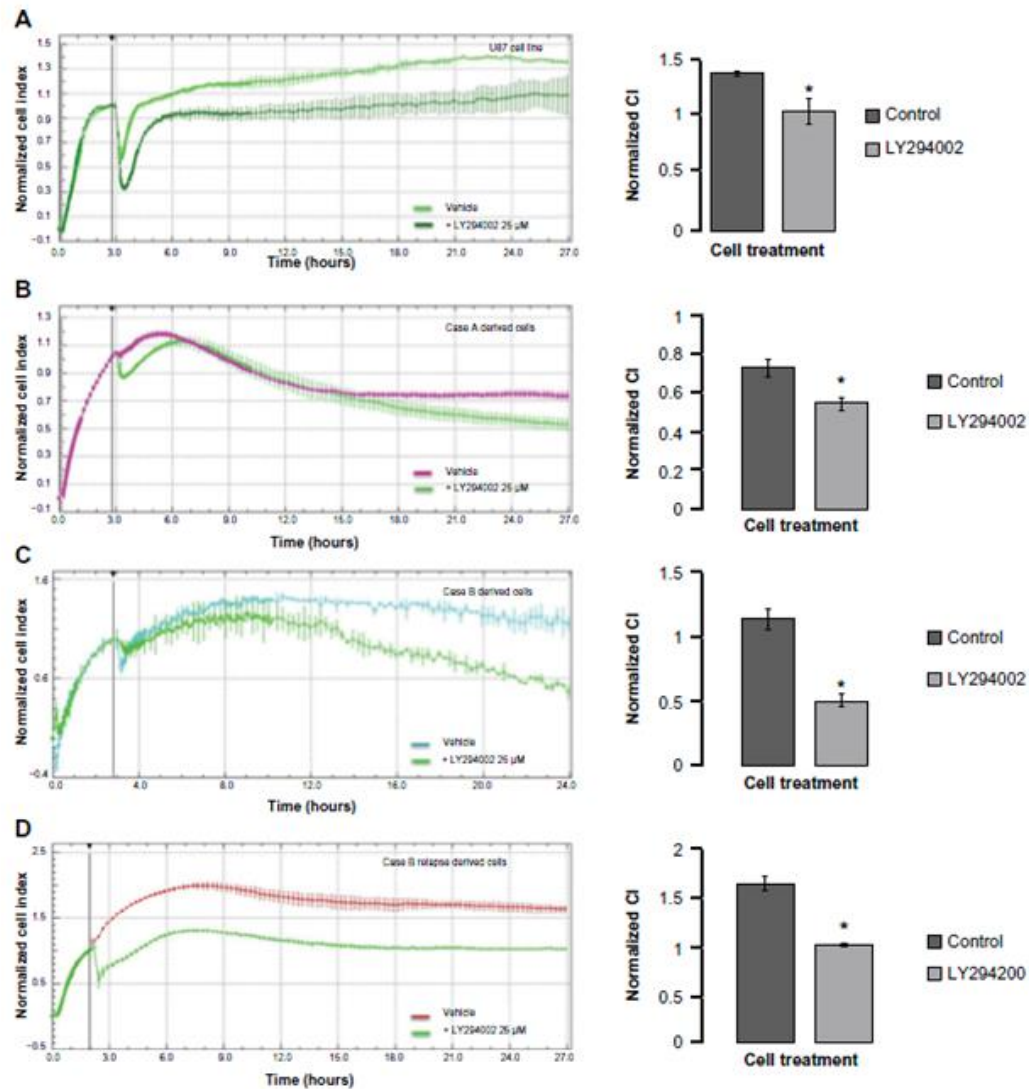 A
Normalized cell index
1.5
1.3
1.1
0.9
0.7
0.5
0.3
0.1
−0.1
U87 cell line
Vehicle
+ LY294002 25 µM
0.0 3.0 6.0 9.0 12.0 15.0 18.0 21.0 24.0 27.0
Time (hours)
Normalized CI
1.5
1
1.5
0
*
Control
LY294002
Cell treatment
B
Normalized cell index
1.3
1.1
0.9
0.7
0.5
0.3
0.1
−0.1
Case A derived cells
Vehicle
+ LY294002 25 µM
0.0 3.0 6.0 9.0 12.0 15.0 18.0 21.0 24.0 27.0
Time (hours)
Normalized CI
1
0.8
0.6
0.4
0.2
0
*
Control
LY294002
Cell treatment
C
Normalized cell index
1.6
0.6
−0.4
Case B derived cells
Vehicle
+ LY294002 25 µM
0.0 4.0 8.0 12.0 16.0 20.0 24.0
Time (hours)
Normalized CI
1.5
1
0.5
0
*
Control
LY294002
Cell treatment
D
Normalized cell index
2.5
1.5
0.5
−0.5
Case B relapse derived cells
Vehicle
+ LY294002 25 µM
0.0 3.0 6.0 9.0 12.0 15.0 18.0 21.0 24.0 27.0
Time (hours)
Normalized CI
2
1.5
1
0.5
0
*
Control
LY294200
Cell treatment